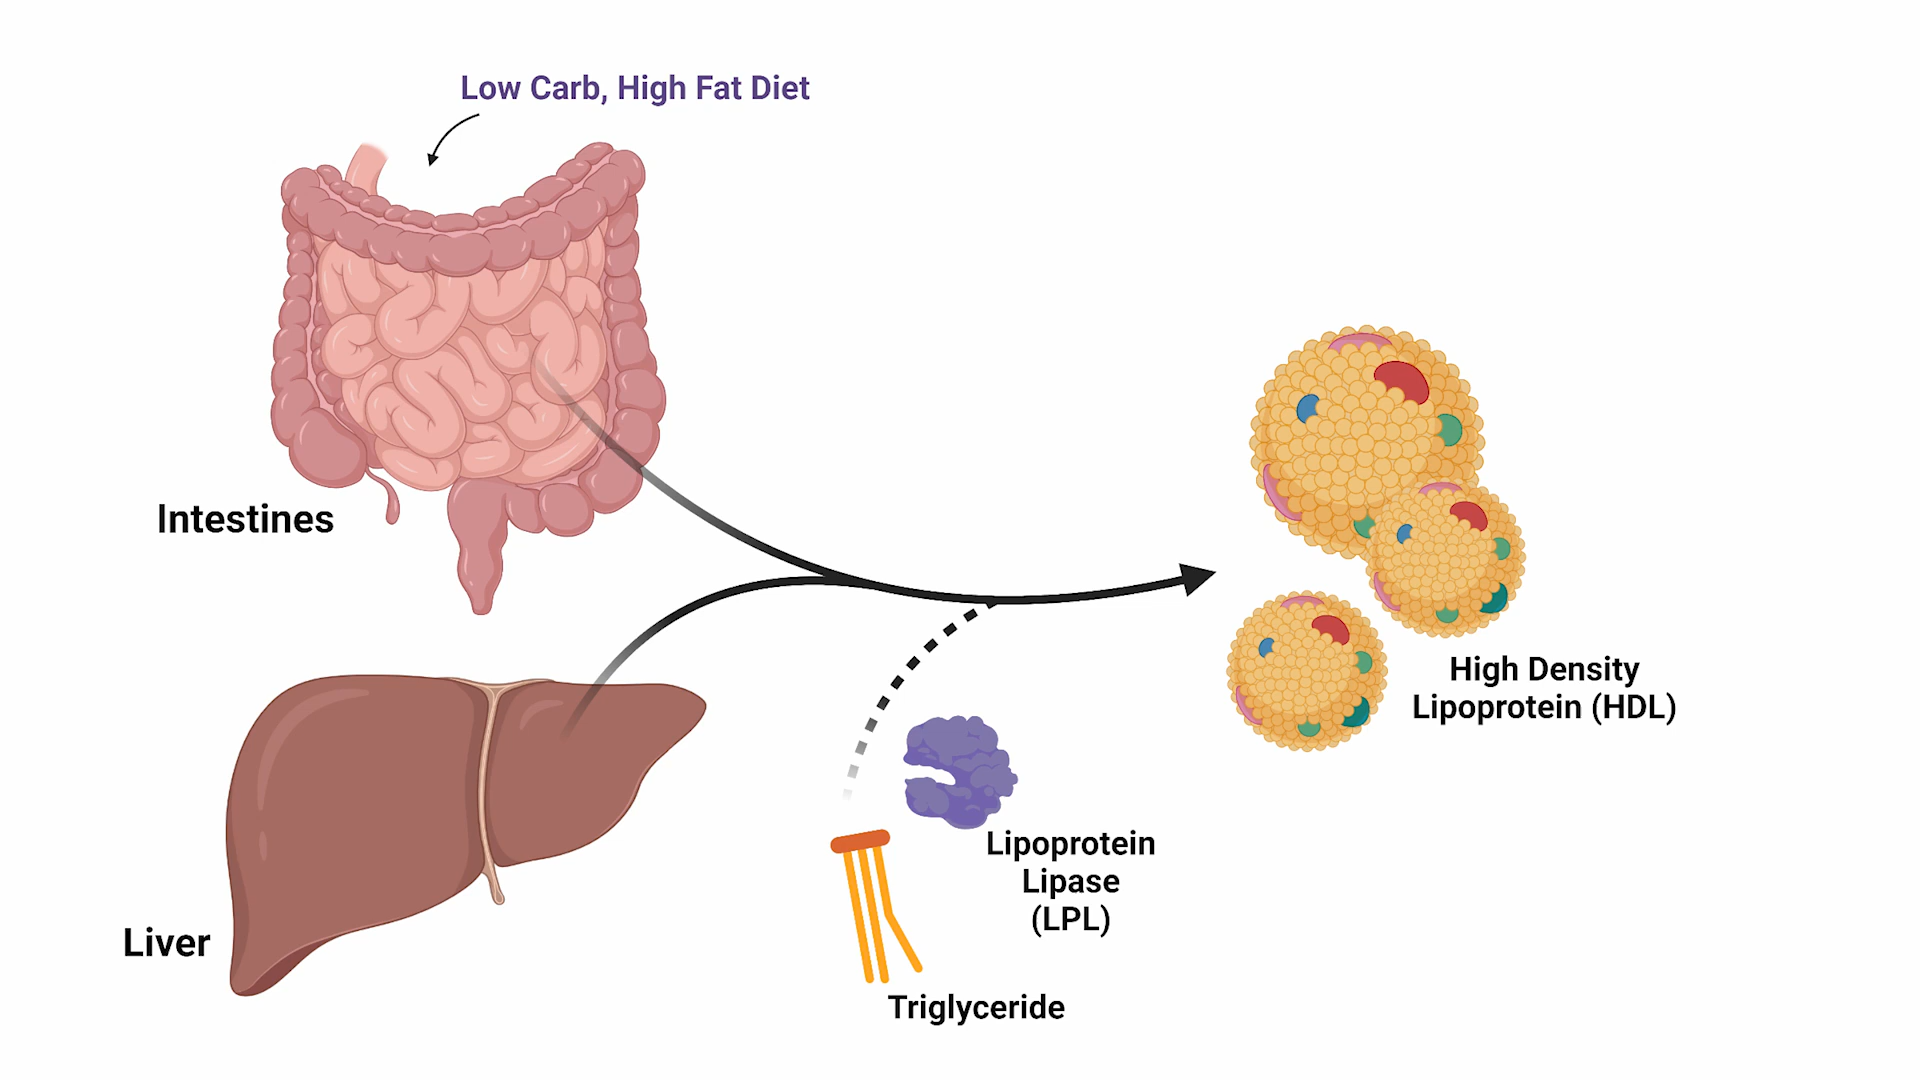 Low Carb, High Fat Diet
Intestines
High Density
Lipoprotein (HDL)
Lipoprotein
Lipase
(LPL)
Liver
Triglyceride